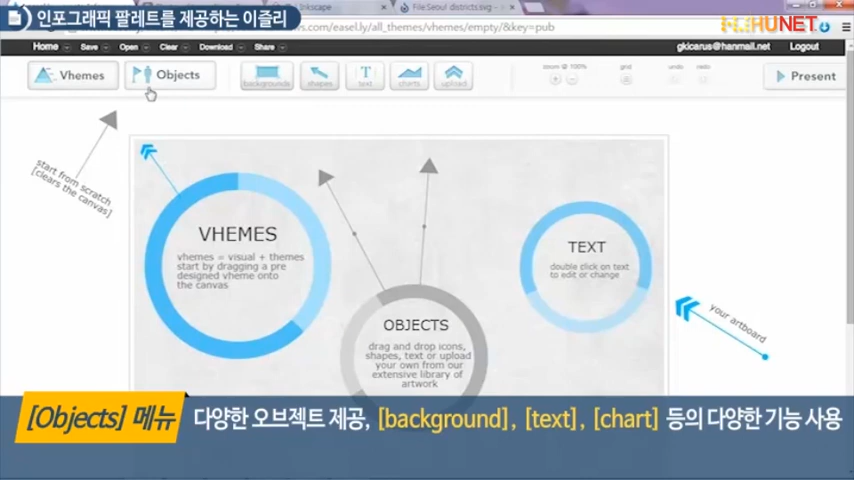 인포그래픽 팔레트를 제공하는 이즐리
Inkscape
File:Seoul districts.svg -
HUNET
ws.com/easel.ly/all_themes/vhemes/empty/&key=pub
Home Save Open Clear Download Share
gkicarus@hanmail.net Logout
Vhemes Objects
backgrounds shapes text charts upload
zoom @ 100% grid undo redo
Present
start from scratch
[clears the canvas]
VHEMES
vhemes = visual + themes
start by dragging a pre
designed vheme onto
the canvas
TEXT
double click on text
to edit or change
OBJECTS
drag and drop icons,
shapes, text or upload
your own from our
extensive library of
artwork
your artboard
[Objects] 메뉴
다양한 오브젝트 제공, [background], [text], [chart] 등의 다양한 기능 사용